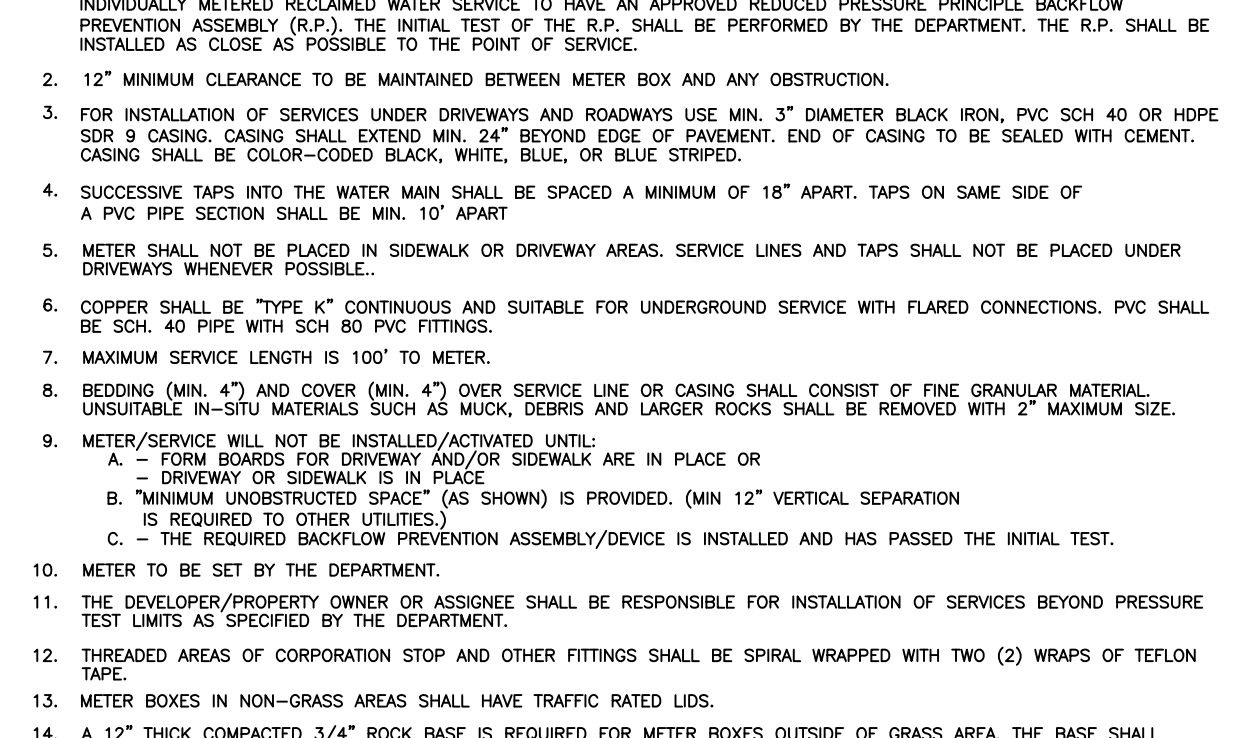 INDIVIDUALLY METERED RECLAIMED WATER SERVICE TO HAVE AN APPROVED REDUCED PRESSURE PRINCIPLE BACKFLOW
PREVENTION ASSEMBLY (R.P.). THE INITIAL TEST OF THE R.P. SHALL BE PERFORMED BY THE DEPARTMENT. THE R.P. SHALL BE
INSTALLED AS CLOSE AS POSSIBLE TO THE POINT OF SERVICE.
2. 12" MINIMUM CLEARANCE TO BE MAINTAINED BETWEEN METER BOX AND ANY OBSTRUCTION.
3. FOR INSTALLATION OF SERVICES UNDER DRIVEWAYS AND ROADWAYS USE MIN. 3" DIAMETER BLACK IRON, PVC SCH 40 OR HDPE
SDR 9 CASING. CASING SHALL EXTEND MIN. 24" BEYOND EDGE OF PAVEMENT. END OF CASING TO BE SEALED WITH CEMENT.
CASING SHALL BE COLOR-CODED BLACK, WHITE, BLUE, OR BLUE STRIPED.
4. SUCCESSIVE TAPS INTO THE WATER MAIN SHALL BE SPACED A MINIMUM OF 18" APART. TAPS ON SAME SIDE OF
A PVC PIPE SECTION SHALL BE MIN. 10' APART
5. METER SHALL NOT BE PLACED IN SIDEWALK OR DRIVEWAY AREAS. SERVICE LINES AND TAPS SHALL NOT BE PLACED UNDER
DRIVEWAYS WHENEVER POSSIBLE..
6. COPPER SHALL BE "TYPE K" CONTINUOUS AND SUITABLE FOR UNDERGROUND SERVICE WITH FLARED CONNECTIONS. PVC SHALL
BE SCH. 40 PIPE WITH SCH 80 PVC FITTINGS.
7. MAXIMUM SERVICE LENGTH IS 100' TO METER.
8. BEDDING (MIN. 4") AND COVER (MIN. 4") OVER SERVICE LINE OR CASING SHALL CONSIST OF FINE GRANULAR MATERIAL.
UNSUITABLE IN-SITU MATERIALS SUCH AS MUCK, DEBRIS AND LARGER ROCKS SHALL BE REMOVED WITH 2" MAXIMUM SIZE.
9. METER/SERVICE WILL NOT BE INSTALLED/ACTIVATED UNTIL:
A. - FORM BOARDS FOR DRIVEWAY AND/OR SIDEWALK ARE IN PLACE OR
- DRIVEWAY OR SIDEWALK IS IN PLACE
B. "MINIMUM UNOBSTRUCTED SPACE" (AS SHOWN) IS PROVIDED. (MIN 12" VERTICAL SEPARATION
IS REQUIRED TO OTHER UTILITIES.)
C. - THE REQUIRED BACKFLOW PREVENTION ASSEMBLY/DEVICE IS INSTALLED AND HAS PASSED THE INITIAL TEST.
10. METER TO BE SET BY THE DEPARTMENT.
11. THE DEVELOPER/PROPERTY OWNER OR ASSIGNEE SHALL BE RESPONSIBLE FOR INSTALLATION OF SERVICES BEYOND PRESSURE
TEST LIMITS AS SPECIFIED BY THE DEPARTMENT.
12. THREADED AREAS OF CORPORATION STOP AND OTHER FITTINGS SHALL BE SPIRAL WRAPPED WITH TWO (2) WRAPS OF TEFLON
TAPE.
13. METER BOXES IN NON-GRASS AREAS SHALL HAVE TRAFFIC RATED LIDS.
14. A 12" THICK COMPACTED 3/4" ROCK BASE IS REQUIRED FOR METER BOXES OUTSIDE OF GRASS AREA. THE BASE SHALL